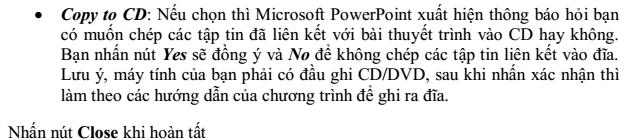 • Copy to CD: Nếu chọn thì Microsoft PowerPoint xuất hiện thông báo hỏi bạn
có muốn chép các tập tin đã liên kết với bài thuyết trình vào CD hay không.
Bạn nhấn nút Yes sẽ đồng ý và No để không chép các tập tin liên kết vào đĩa.
Lưu ý, máy tính của bạn phải có đầu ghi CD/DVD, sau khi nhấn xác nhận thì
làm theo các hướng dẫn của chương trình để ghi ra đĩa.
Nhấn nút Close khi hoàn tất